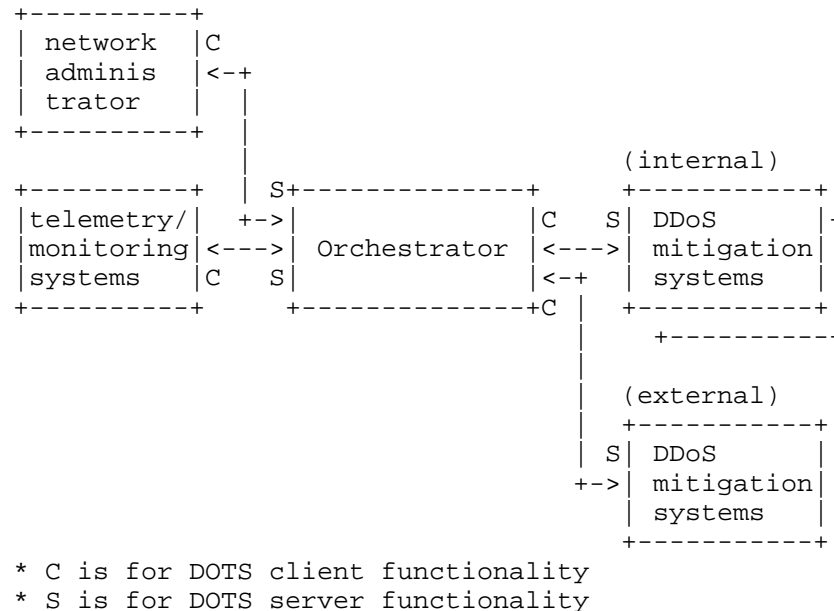 +----------+
| network  |C
| adminis  |<-+
| trator   |  |
+----------+  |
              |                       (internal)
+----------+  | S+--------------+     +-----------+
|telemetry/|  +->|              |C   S| DDoS      |+
|monitoring|<--->| Orchestrator |<--->| mitigation|
|systems   |C   S|              |<-+  | systems   |
+----------+     +--------------+C |  +-----------+
                                   |    +-----------+
                                   |
                                   |  (external)
                                   |  +-----------+
                                   | S| DDoS      |
                                   +->| mitigation|
                                      | systems   |
                                      +-----------+
* C is for DOTS client functionality
* S is for DOTS server functionality